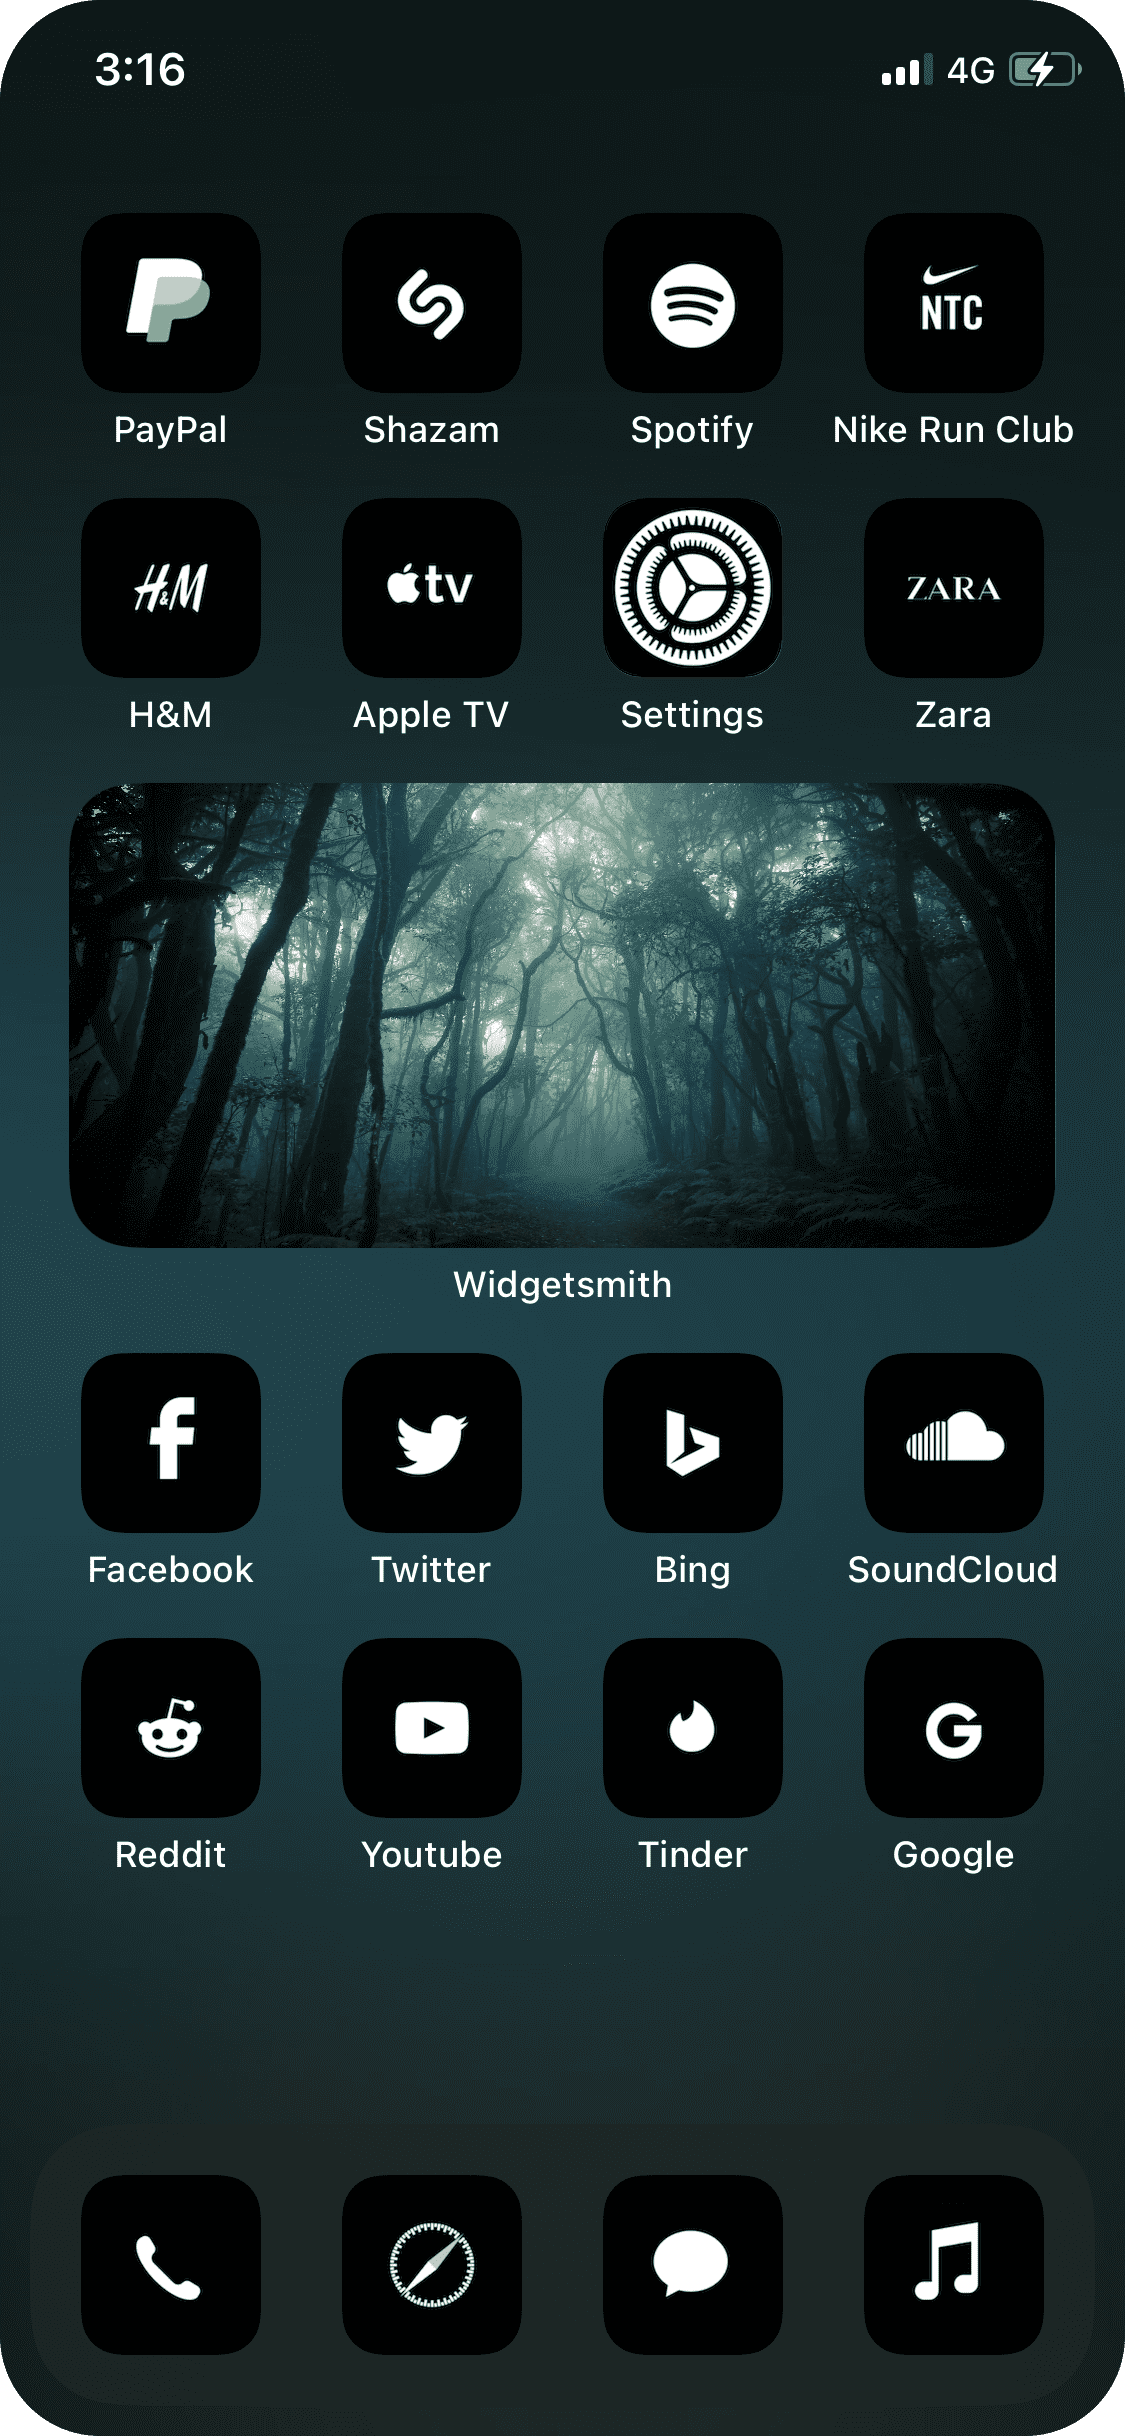 3:16 4G
NTC
PayPal Shazam Spotify Nike Run Club
H&M tv ZARA
H&M Apple TV Settings Zara
Widgetsmith
Facebook Twitter Bing SoundCloud
G
Reddit Youtube Tinder Google